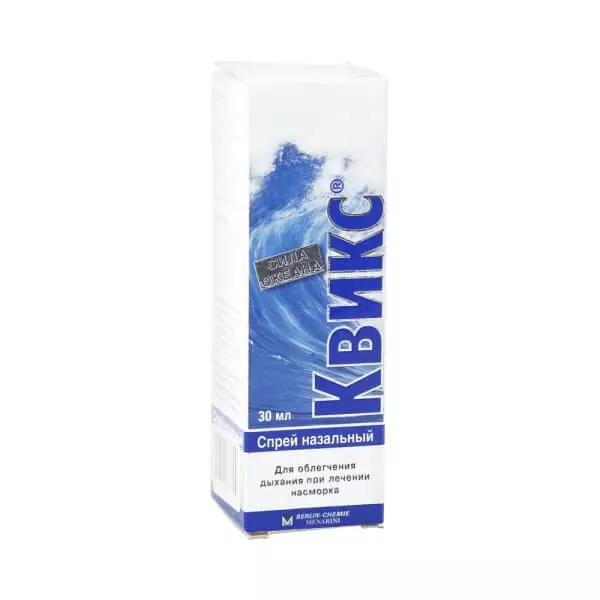 КВИКС®
СИЛА
ОКЕАНА
30 мл
Спрей назальный
Для облегчения
дыхания при лечении
насморка
BERLIN-CHEMIE
MENARINI